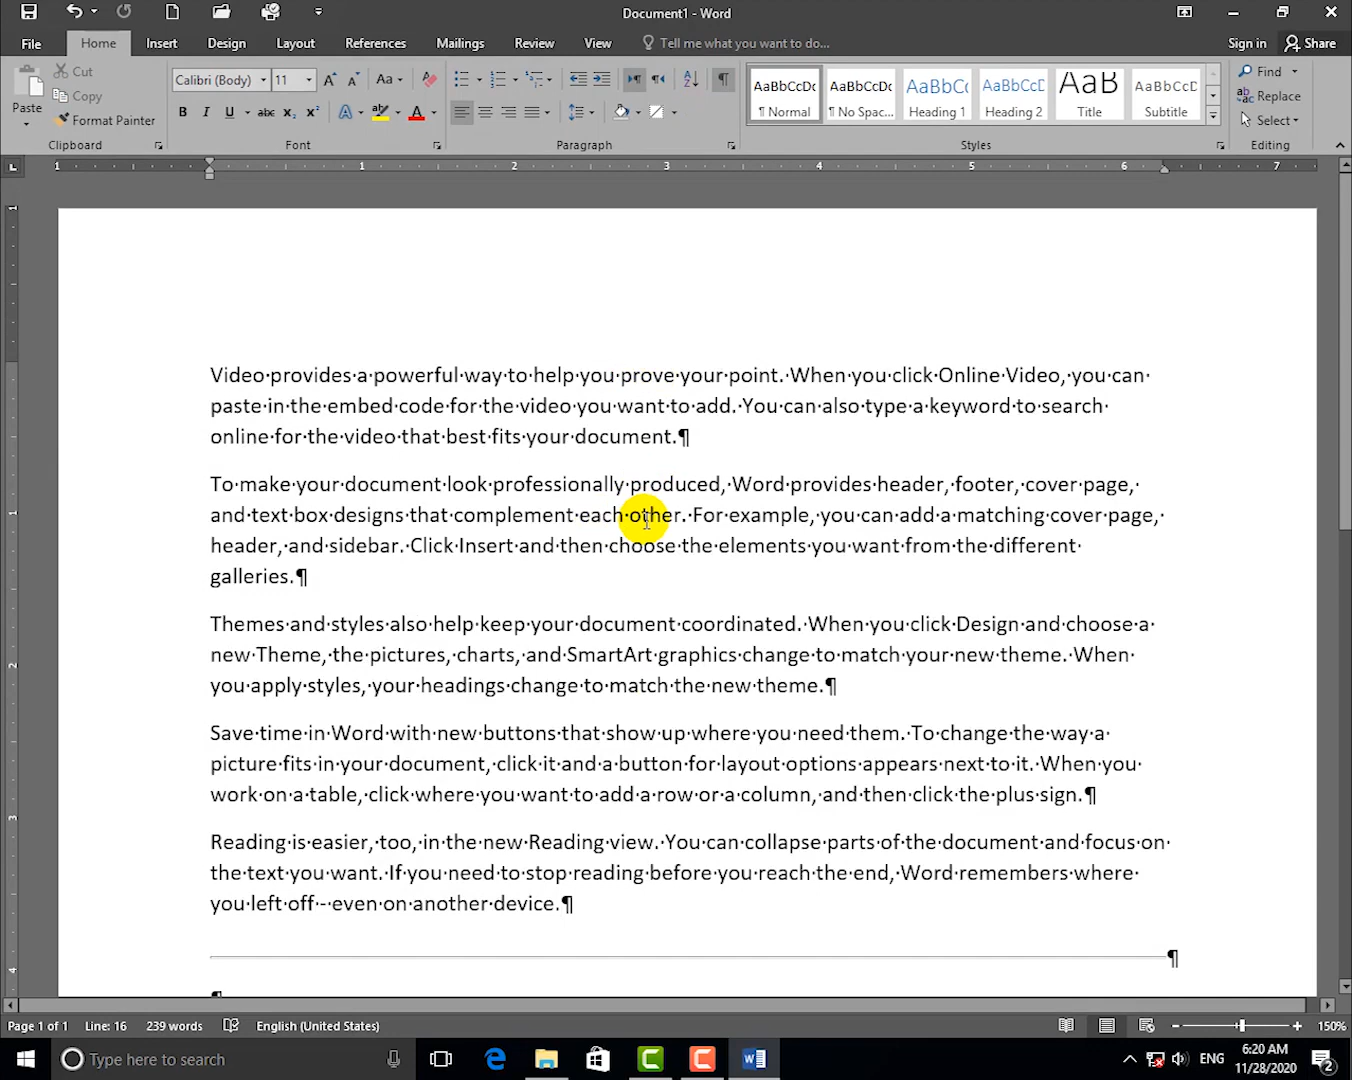 Document1 - Word
File Home Insert Design Layout References Mailings Review View Tell me what you want to do... Sign in Share
Paste
Cut
Copy
Format Painter
Clipboard
Calibri (Body) 11 Aa
B I U abc x2 x2 A A
Font
Paragraph
AaBbCcDc AaBbCcDc AaBbCc AaBbCcD AaB AaBbCcD
¶ Normal ¶ No Spac... Heading 1 Heading 2 Title Subtitle
Styles
Find
Replace
Select
Editing
1 1 2 3 4 5 6 7
Video provides a powerful way to help you prove your point. When you click Online Video, you can
paste in the embed code for the video you want to add. You can also type a keyword to search
online for the video that best fits your document.¶
To make your document look professionally produced, Word provides header, footer, cover page,
and text box designs that complement each other. For example, you can add a matching cover page,
header, and sidebar. Click Insert and then choose the elements you want from the different
galleries.¶
Themes and styles also help keep your document coordinated. When you click Design and choose a
new Theme, the pictures, charts, and SmartArt graphics change to match your new theme. When
you apply styles, your headings change to match the new theme.¶
Save time in Word with new buttons that show up where you need them. To change the way a
picture fits in your document, click it and a button for layout options appears next to it. When you
work on a table, click where you want to add a row or a column, and then click the plus sign.¶
Reading is easier, too, in the new Reading view. You can collapse parts of the document and focus on
the text you want. If you need to stop reading before you reach the end, Word remembers where
you left off - even on another device.¶
¶
¶
Page 1 of 1 Line: 16 239 words English (United States) 150%
Type here to search ENG 6:20 AM
11/28/2020 2